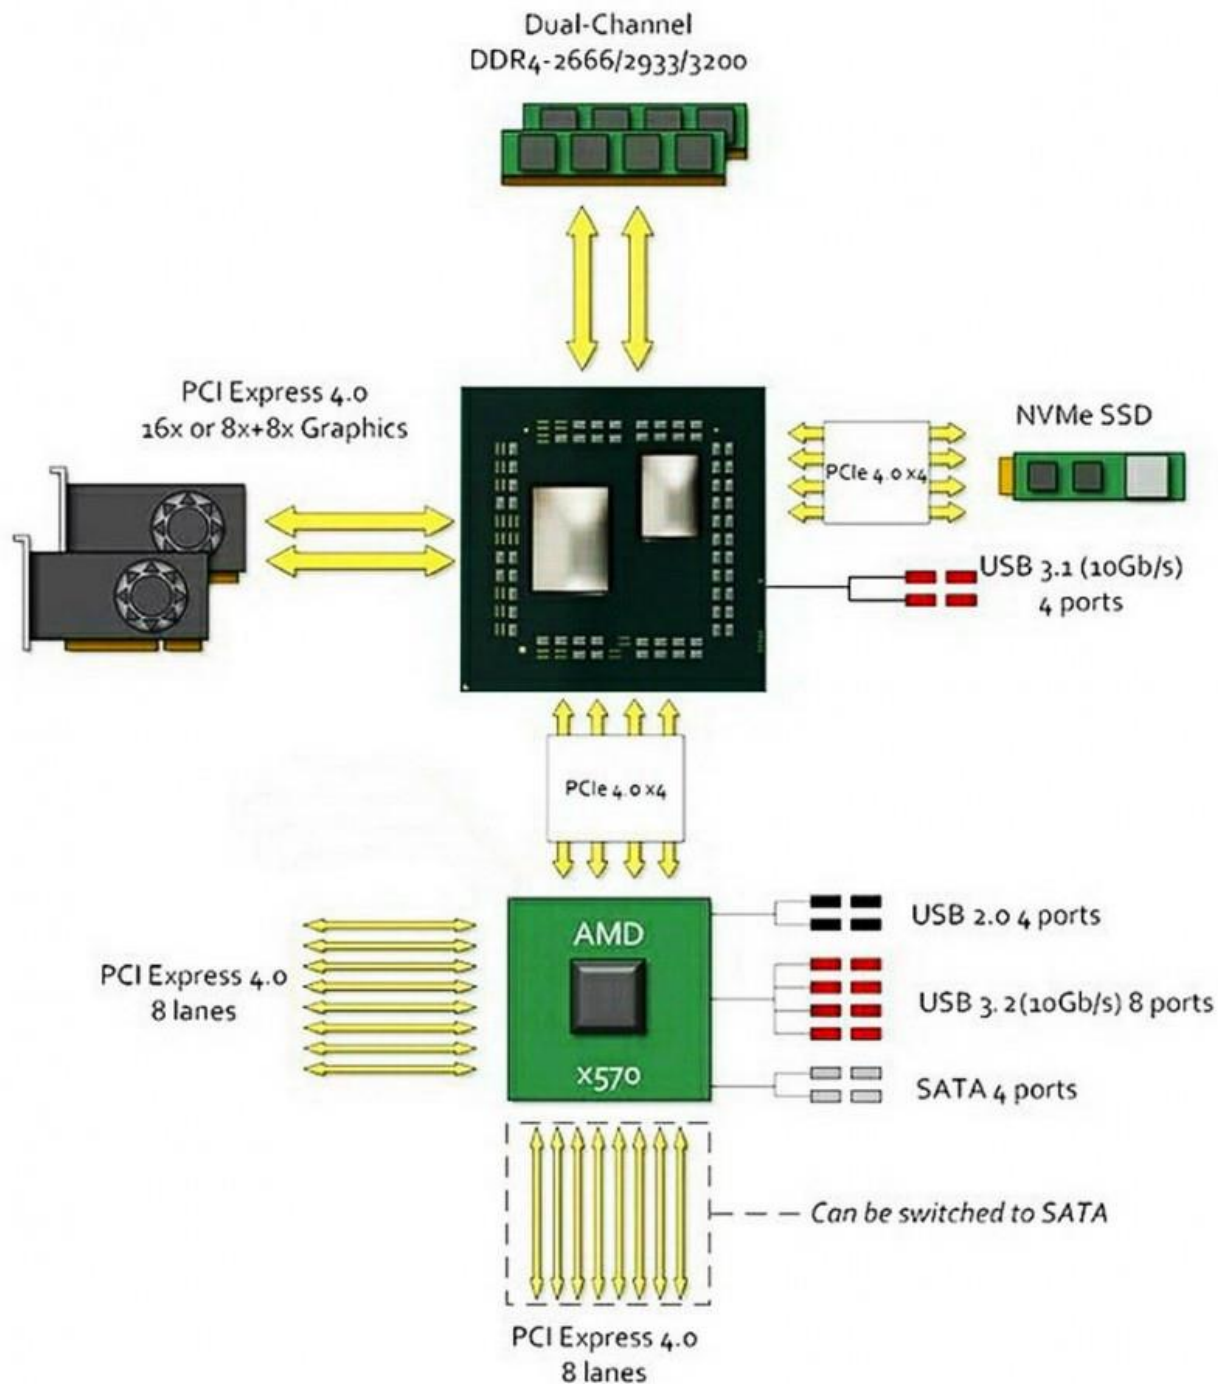 Dual-Channel
DDR4-2666/2933/3200
PCI Express 4.0
16x or 8x+8x Graphics
NVMe SSD
PCIe 4.0 x4
USB 3.1 (10Gb/s)
4 ports
PCIe 4.0 x4
AMD
x570
USB 2.0 4 ports
PCI Express 4.0
8 lanes
USB 3.2(10Gb/s) 8 ports
SATA 4 ports
Can be switched to SATA
PCI Express 4.0
8 lanes